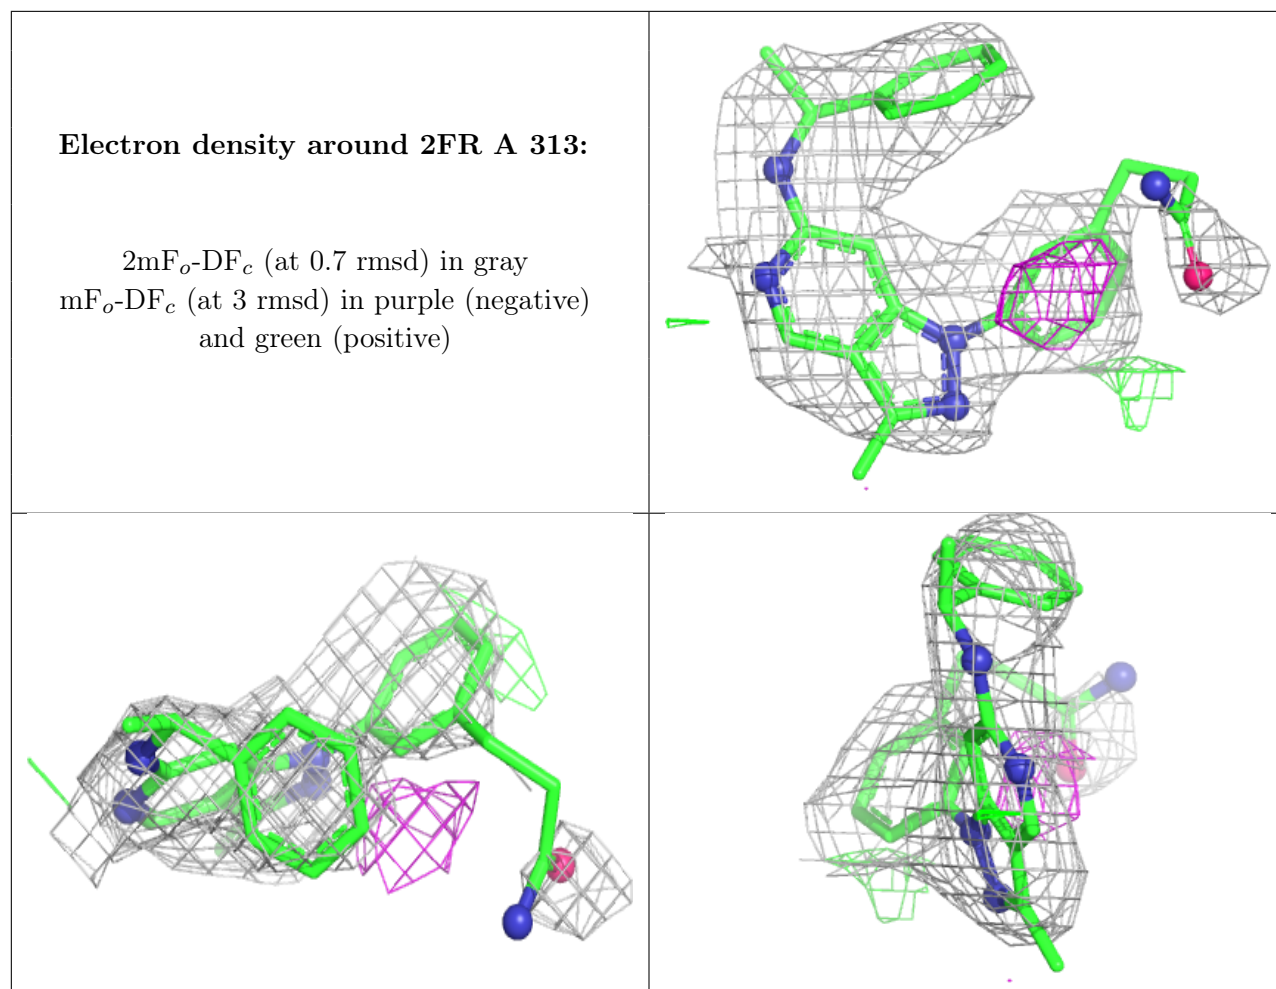 Electron density around 2FR A 313:
2mFₒ-DF𝒸 (at 0.7 rmsd) in gray
mFₒ-DF𝒸 (at 3 rmsd) in purple (negative)
and green (positive)